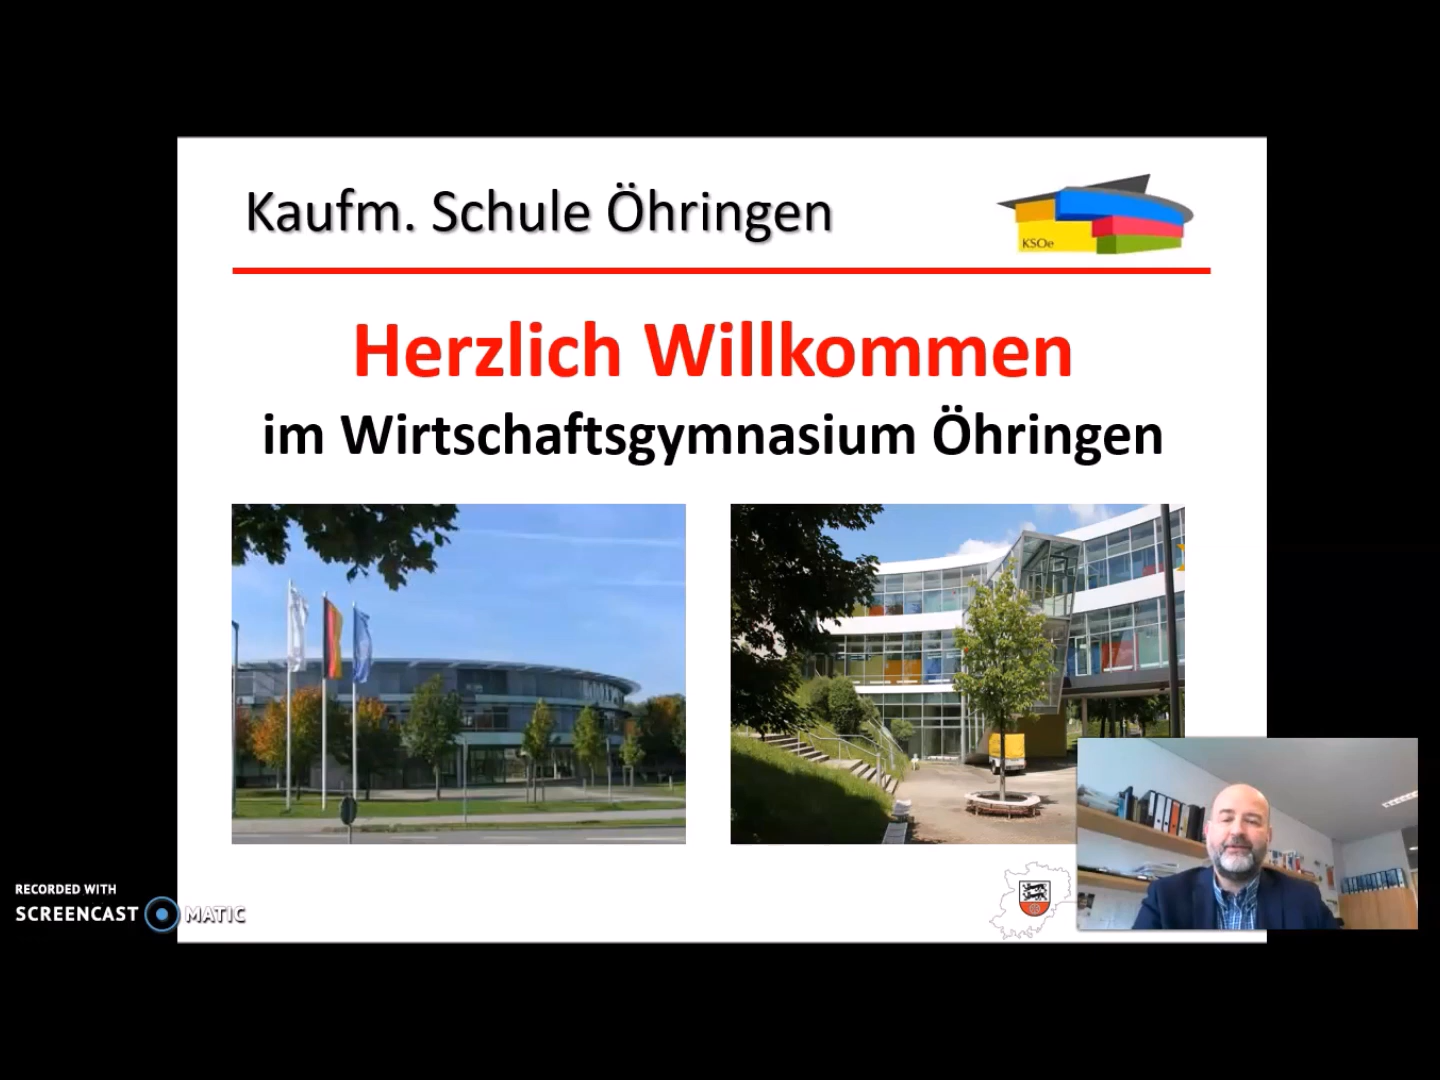 Kaufm. Schule Öhringen
KSOe
Herzlich Willkommen
im Wirtschaftsgymnasium Öhringen
RECORDED WITH
SCREENCAST MATIC